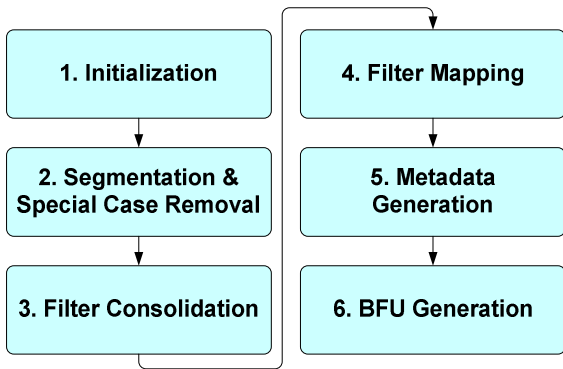 1. Initialization
2. Segmentation &
Special Case Removal
3. Filter Consolidation
4. Filter Mapping
5. Metadata
Generation
6. BFU Generation